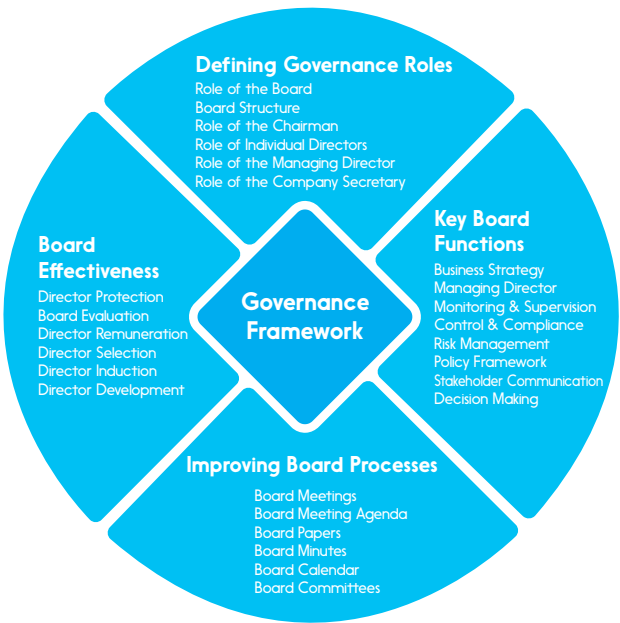 Defining Governance Roles
Role of the Board
Board Structure
Role of the Chairman
Role of Individual Directors
Role of the Managing Director
Role of the Company Secretary
Key Board
Functions
Business Strategy
Managing Director
Monitoring & Supervision
Control & Compliance
Risk Management
Policy Framework
Stakeholder Communication
Decision Making
Board
Effectiveness
Director Protection
Board Evaluation
Director Remuneration
Director Selection
Director Induction
Director Development
Governance
Framework
Improving Board Processes
Board Meetings
Board Meeting Agenda
Board Papers
Board Minutes
Board Calendar
Board Committees